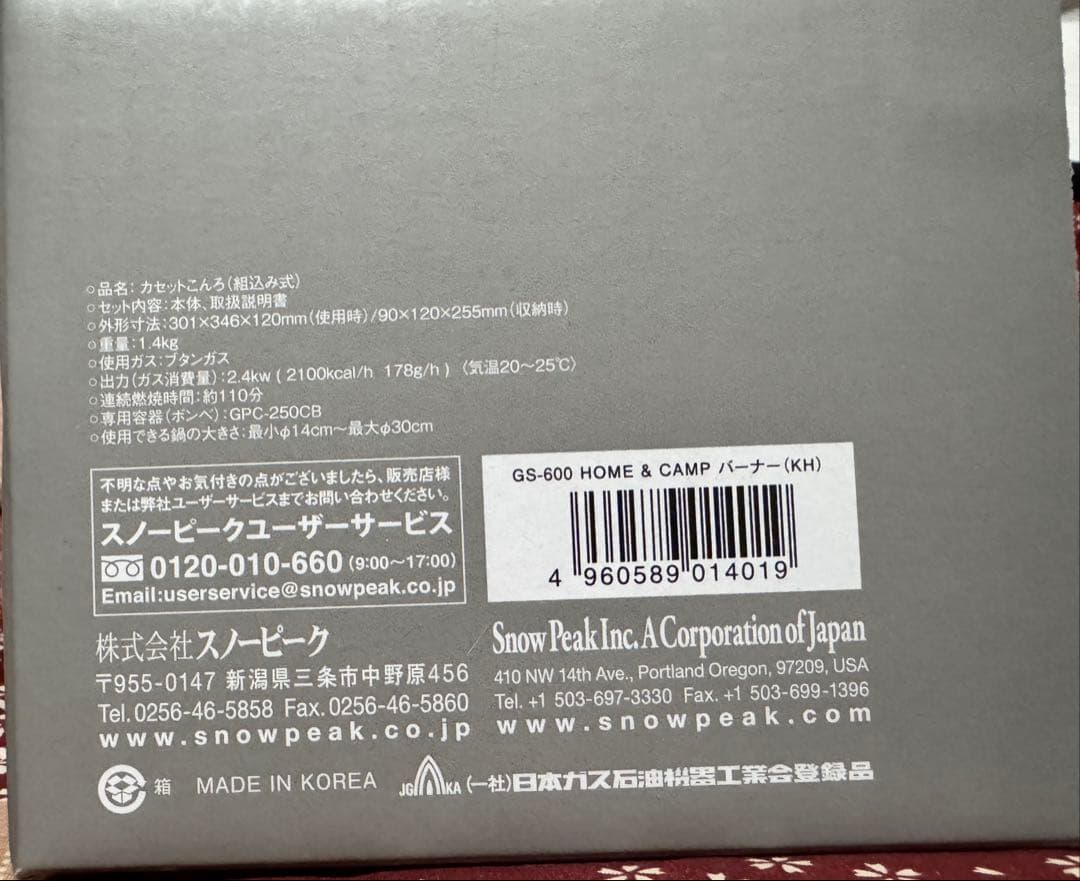 ○品名：カセットこんろ（組込み式）
○セット内容：本体、取扱説明書
○外形寸法：301×346×120mm（使用時）/90×120×255mm（収納時）
○重量：1.4kg
○使用ガス：ブタンガス
○出力（ガス消費量）：2.4kw ( 2100kcal/h 178g/h )（気温20～25℃）
○連続燃焼時間：約110分
○専用容器（ボンベ）：GPC-250CB
○使用できる鍋の大きさ：最小φ14cm～最大φ30cm
不明な点やお気付きの点がございましたら、販売店様
または弊社ユーザーサービスまでお問い合わせください。
スノーピークユーザーサービス
0120-010-660 (9:00～17:00)
Email:userservice@snowpeak.co.jp
GS-600 HOME & CAMP バーナー（KH）
4 960589 014019
株式会社スノーピーク
〒955-0147 新潟県三条市中野原456
Tel.0256-46-5858 Fax.0256-46-5860
www.snowpeak.co.jp
Snow Peak Inc. A Corporation of Japan
410 NW 14th Ave., Portland Oregon, 97209, USA
Tel. +1 503-697-3330 Fax. +1 503-699-1396
www.snowpeak.com
箱 MADE IN KOREA JGKA (一社)日本ガス石油機器工業会登録品